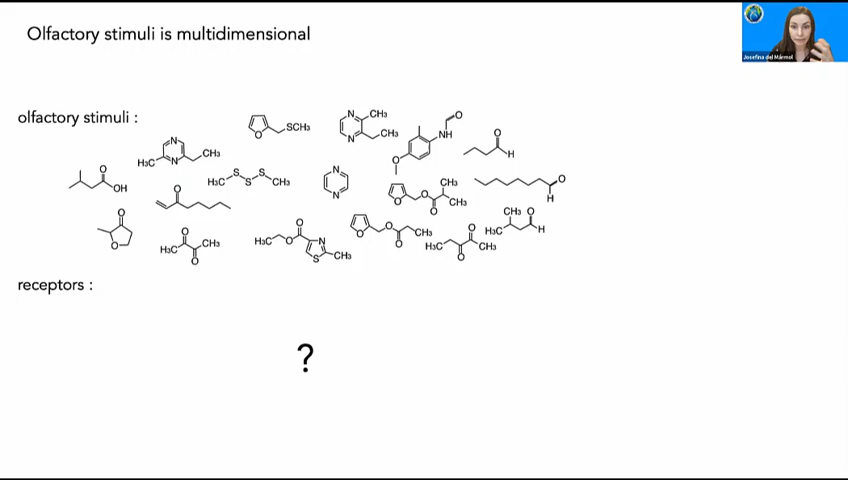 Olfactory stimuli is multidimensional
Josefina del Mármol
olfactory stimuli :
S SCH₃ O
N CH₃ N CH₃
O NH O
O H
N N H₃C CH₃
O OH
H₃C S S S CH₃
N N
O O O CH₃ CH₃
O H
O
O O
H₃C O O CH₃
H₃C O O N S CH₃
O O O CH₃
H₃C O O CH₃
CH₃ O H₃C H
receptors :
?